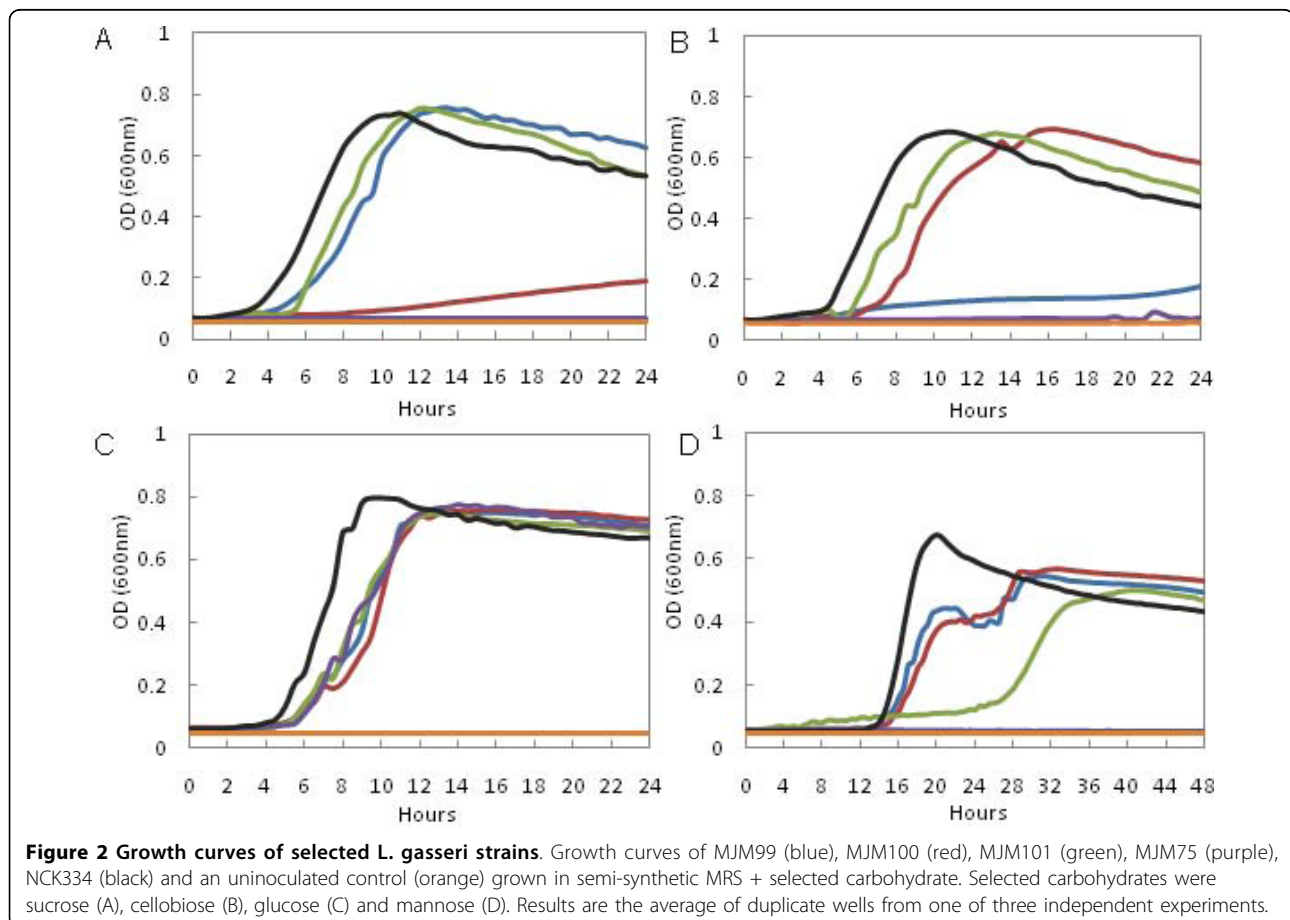 A
1
0.8
0.6
0.4
0.2
0
OD (600nm)
0 2 4 6 8 10 12 14 16 18 20 22 24
Hours
B
1
0.8
0.6
0.4
0.2
0
OD (600nm)
0 2 4 6 8 10 12 14 16 18 20 22 24
Hours
C
1
0.8
0.6
0.4
0.2
0
OD (600nm)
0 2 4 6 8 10 12 14 16 18 20 22 24
Hours
D
1
0.8
0.6
0.4
0.2
0
OD (600nm)
0 4 8 12 16 20 24 28 32 36 40 44 48
Hours
Figure 2 Growth curves of selected L. gasseri strains. Growth curves of MJM99 (blue), MJM100 (red), MJM101 (green), MJM75 (purple),
NCK334 (black) and an uninoculated control (orange) grown in semi-synthetic MRS + selected carbohydrate. Selected carbohydrates were
sucrose (A), cellobiose (B), glucose (C) and mannose (D). Results are the average of duplicate wells from one of three independent experiments.